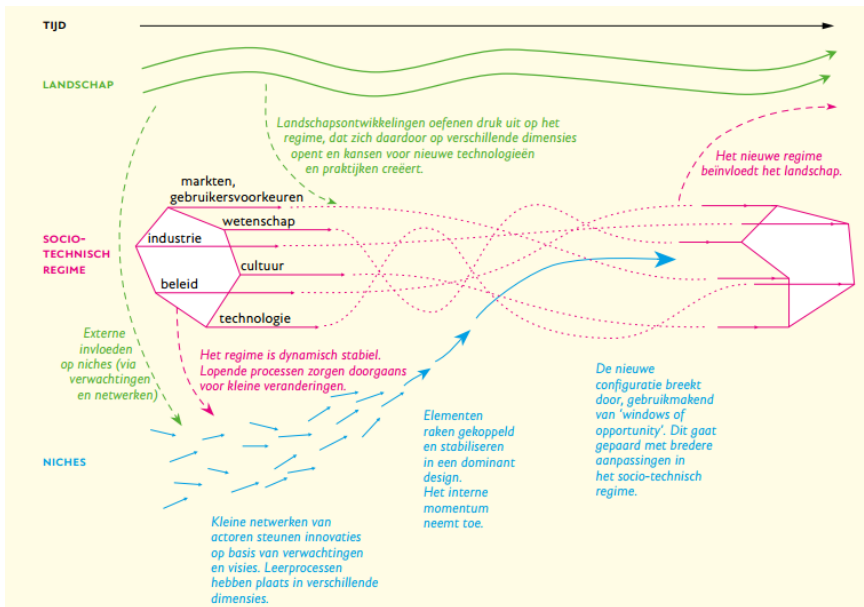 TIJD
LANDSCHAP
Landschapsontwikkelingen oefenen druk uit op het
regime, dat zich daardoor op verschillende dimensies
opent en kansen voor nieuwe technologieën
en praktijken creëert.
Het nieuwe regime
beïnvloedt het landschap.
markten,
gebruikersvoorkeuren
wetenschap
SOCIO-
TECHNISCH
REGIME
industrie
cultuur
beleid
technologie
Externe
invloeden
op niches (via
verwachtingen
en netwerken)
Het regime is dynamisch stabiel.
Lopende processen zorgen doorgaans
voor kleine veranderingen.
De nieuwe
configuratie breekt
door, gebruikmakend
van ‘windows of
opportunity’. Dit gaat
gepaard met bredere
aanpassingen in
het socio-technisch
regime.
Elementen
raken gekoppeld
en stabiliseren
in een dominant
design.
Het interne
momentum
neemt toe.
NICHES
Kleine netwerken van
actoren steunen innovaties
op basis van verwachtingen
en visies. Leerprocessen
hebben plaats in verschillende
dimensies.